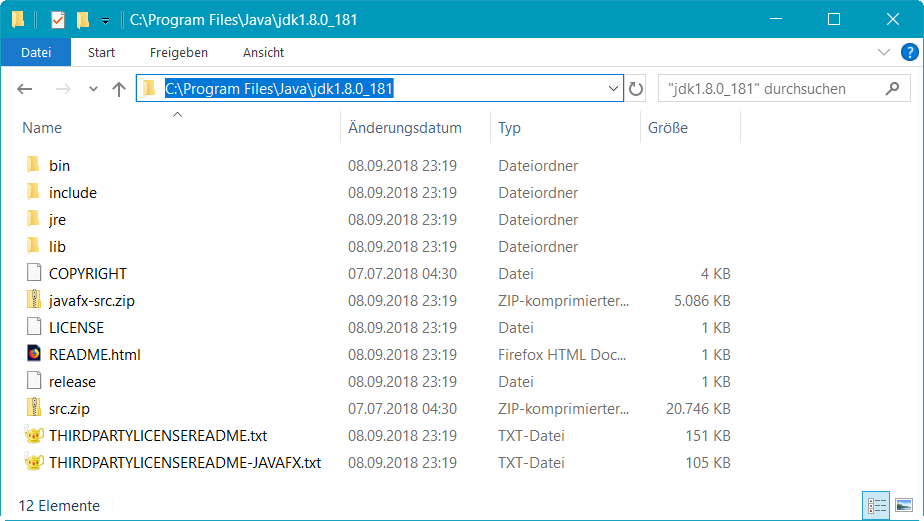 C:\Program Files\Java\jdk1.8.0_181
Datei Start Freigeben Ansicht ?
C:\Program Files\Java\jdk1.8.0_181 "jdk1.8.0_181" durchsuchen
Name Änderungsdatum Typ Größe
bin 08.09.2018 23:19 Dateiordner
include 08.09.2018 23:19 Dateiordner
jre 08.09.2018 23:19 Dateiordner
lib 08.09.2018 23:19 Dateiordner
COPYRIGHT 07.07.2018 04:30 Datei 4 KB
javafx-src.zip 08.09.2018 23:19 ZIP-komprimierter... 5.086 KB
LICENSE 08.09.2018 23:19 Datei 1 KB
README.html 08.09.2018 23:19 Firefox HTML Doc... 1 KB
release 08.09.2018 23:19 Datei 1 KB
src.zip 07.07.2018 04:30 ZIP-komprimierter... 20.746 KB
THIRDPARTYLICENSEREADME.txt 08.09.2018 23:19 TXT-Datei 151 KB
THIRDPARTYLICENSEREADME-JAVAFX.txt 08.09.2018 23:19 TXT-Datei 105 KB
12 Elemente